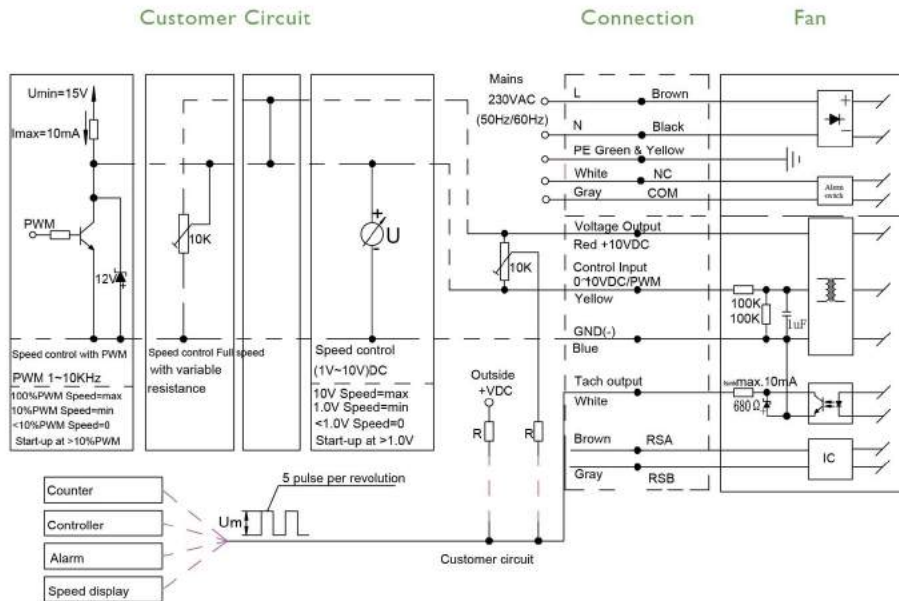 Customer Circuit
Connection
Fan
Umin=15V
Imax=10mA
PWM
12V
10K
U
+
-
Speed control with PWM
PWM 1~10KHz
100%PWM Speed=max
10%PWM Speed=min
<10%PWM Speed=0
Start-up at >10%PWM
Speed control Full speed
with variable
resistance
Speed control
(1V~10V)DC
10V Speed=max
1.0V Speed=min
<1.0V Speed=0
Start-up at >1.0V
Mains
230VAC
(50Hz/60Hz)
L
Brown
N
Black
PE Green & Yellow
White
NC
Gray
COM
+
-
Alarm
switch
Voltage Output
Red +10VDC
10K
Control Input
0~10VDC/PWM
Yellow
100K
100K
1uF
GND(-)
Blue
Outside
+VDC
R
R
Tach output
White
max.10mA
680 Ω
Brown
RSA
Gray
RSB
IC
Counter
Controller
Alarm
Speed display
5 pulse per revolution
Um
Customer circuit